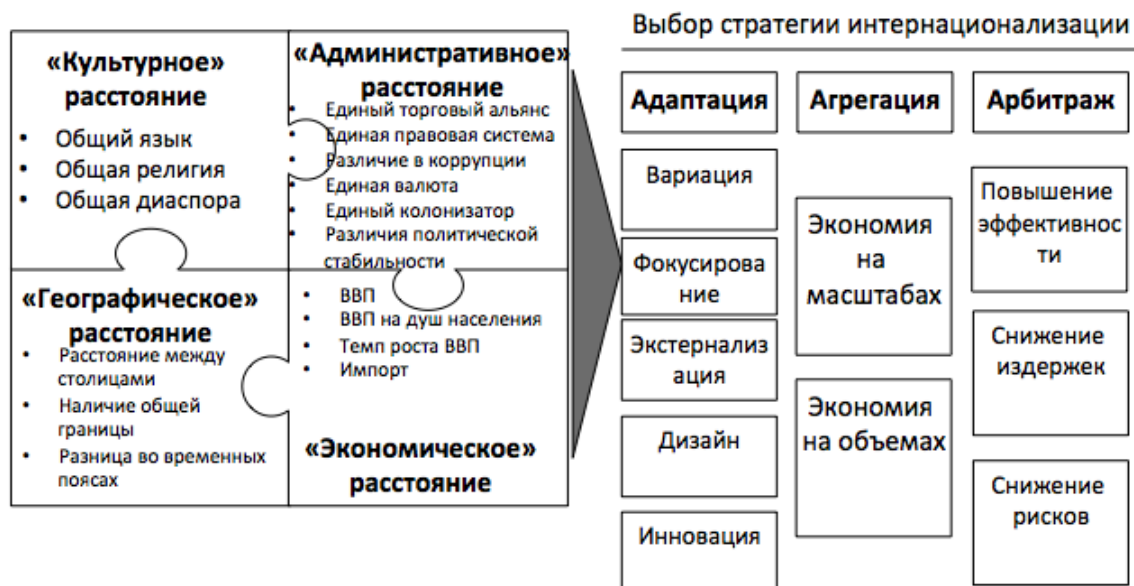 «Культурное»
расстояние
• Общий язык
• Общая религия
• Общая диаспора
«Административное»
расстояние
• Единый торговый альянс
• Единая правовая система
• Различие в коррупции
• Единая валюта
• Единый колонизатор
• Различия политической
стабильности
«Географическое»
расстояние
• Расстояние между
столицами
• Наличие общей
границы
• Разница во временных
поясах
• ВВП
• ВВП на душ населения
• Темп роста ВВП
• Импорт
«Экономическое»
расстояние
Выбор стратегии интернационализации
Адаптация
Вариация
Фокусирова
ние
Экстернализ
ация
Дизайн
Инновация
Агрегация
Экономия
на
масштабах
Экономия
на объемах
Арбитраж
Повышение
эффективнос
ти
Снижение
издержек
Снижение
рисков